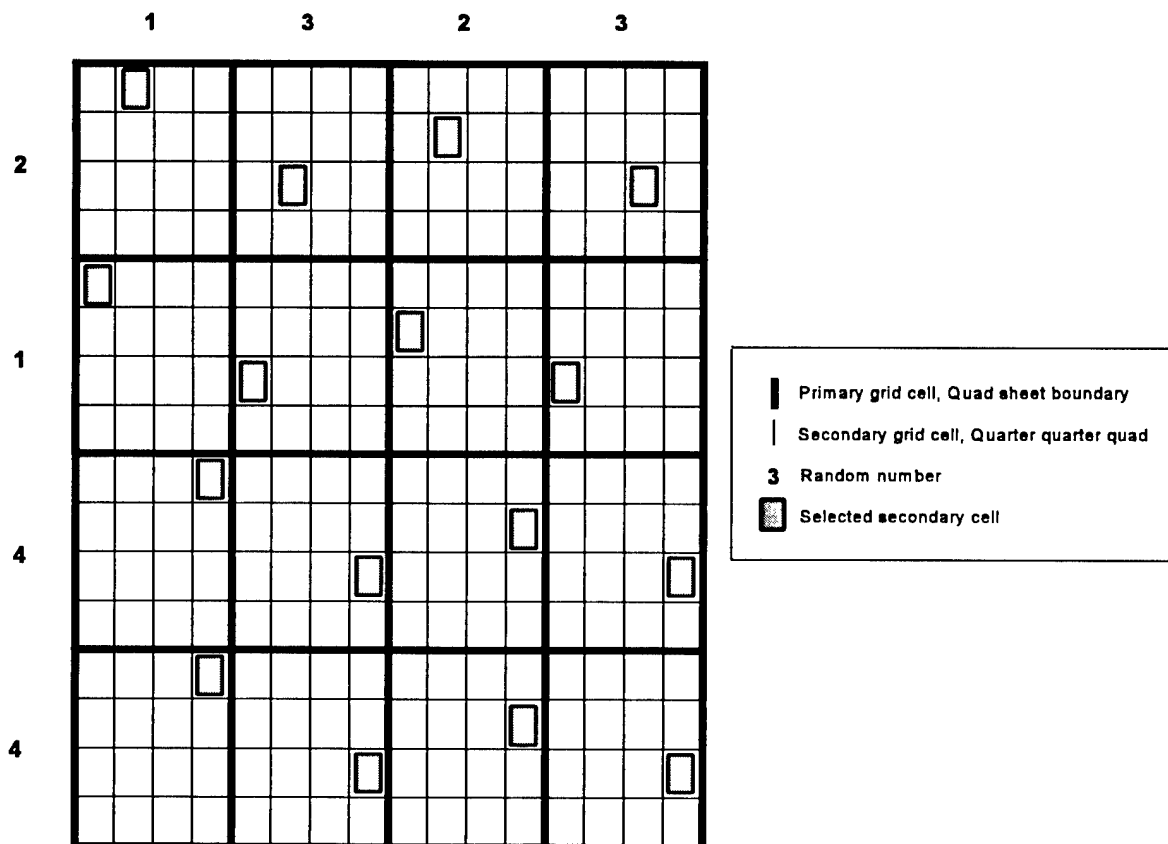 1 3 2 3
2
1
4
4
Primary grid cell, Quad sheet boundary
Secondary grid cell, Quarter quarter quad
3 Random number
Selected secondary cell